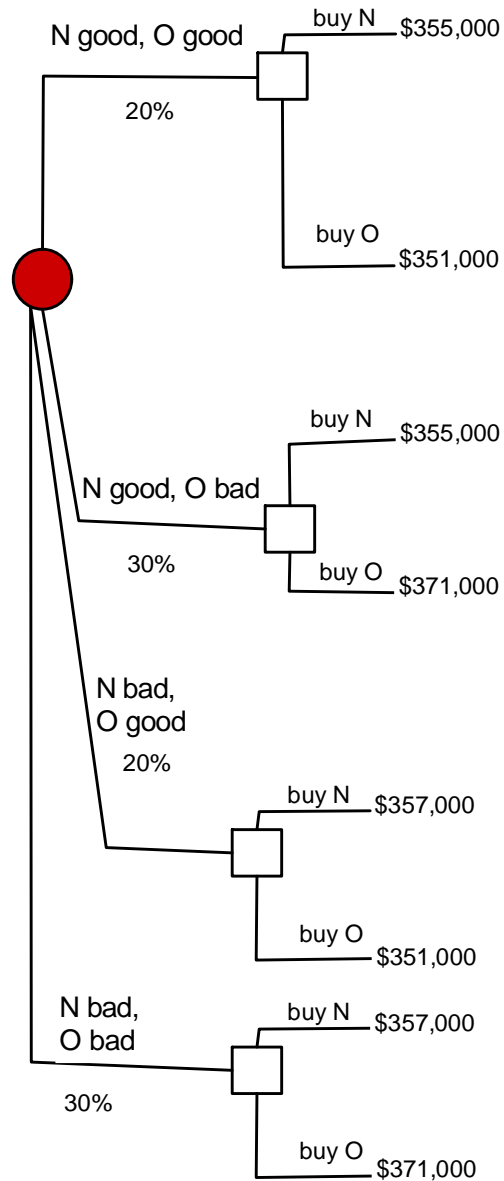 N good, O good
20%
buy N
$355,000
buy O
$351,000
N good, O bad
30%
buy N
$355,000
buy O
$371,000
N bad,
O good
20%
buy N
$357,000
buy O
$351,000
N bad,
O bad
30%
buy N
$357,000
buy O
$371,000